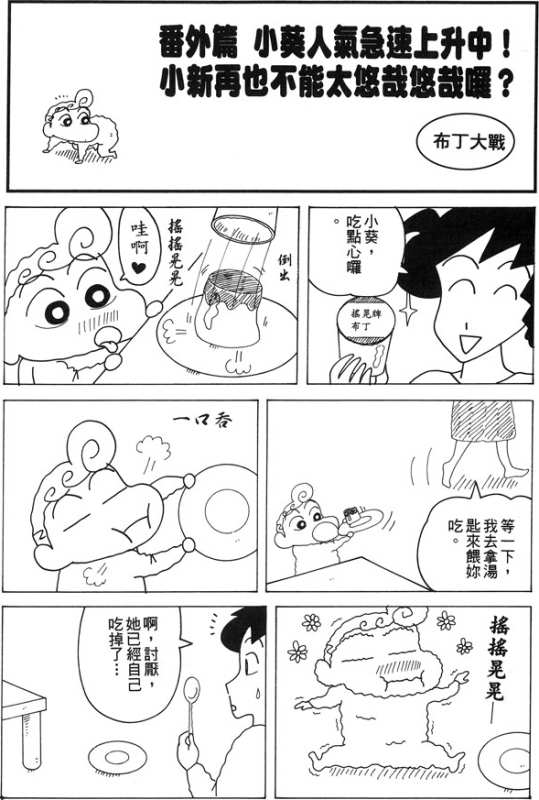 番外篇 小葵人氣急速上升中！
小新再也不能太悠哉悠哉囉？
布丁大戰
小葵，
吃點心囉
。
搖晃牌
布丁
倒出
搖搖晃晃
哇啊♥
等一下，
我去拿湯
匙來餵妳
吃。
一口吞
搖搖晃晃──
啊，討厭，
她已經自己
吃掉了…